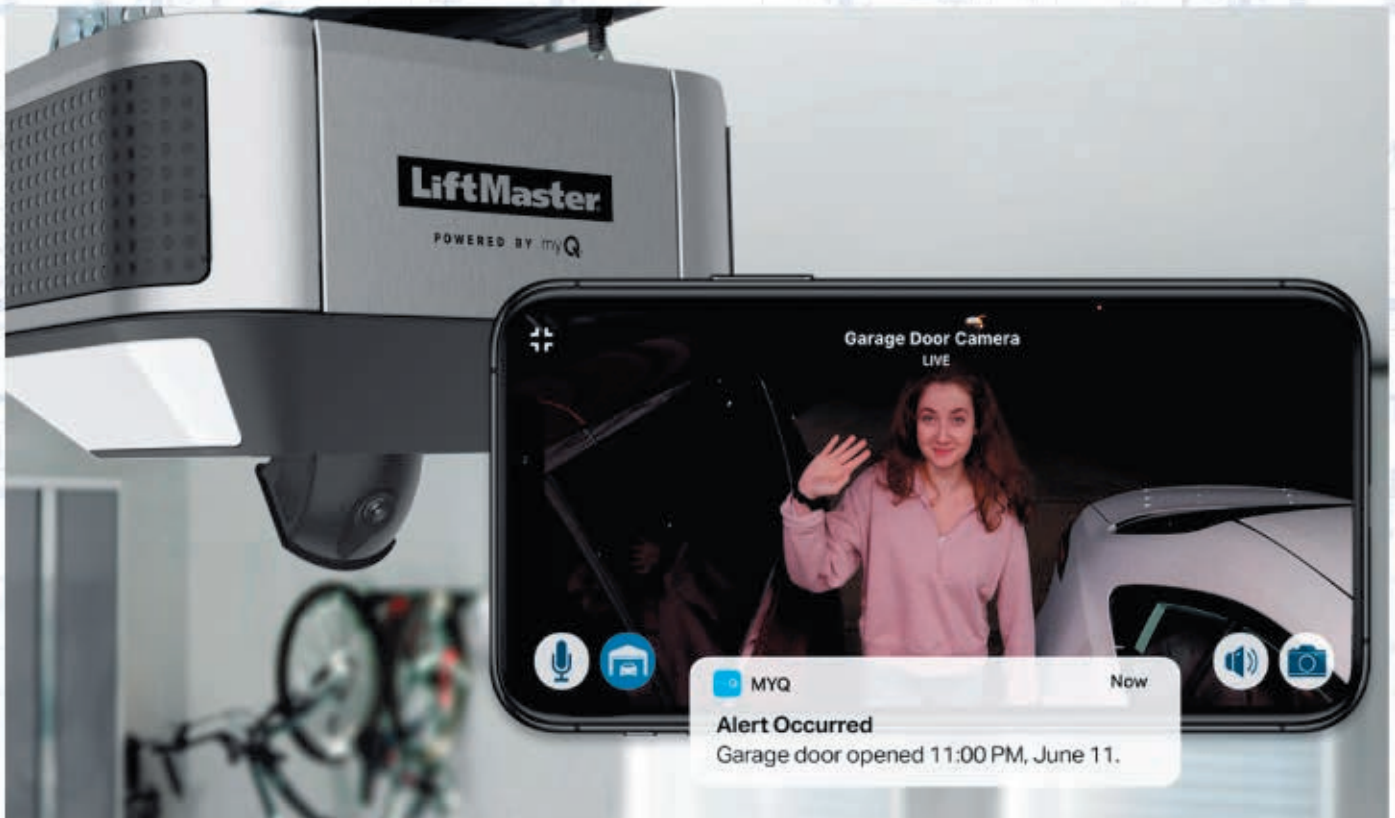 LiftMaster
POWERED BY myQ
Garage Door Camera
LIVE
MYQ
Now
Alert Occurred
Garage door opened 11:00 PM, June 11.